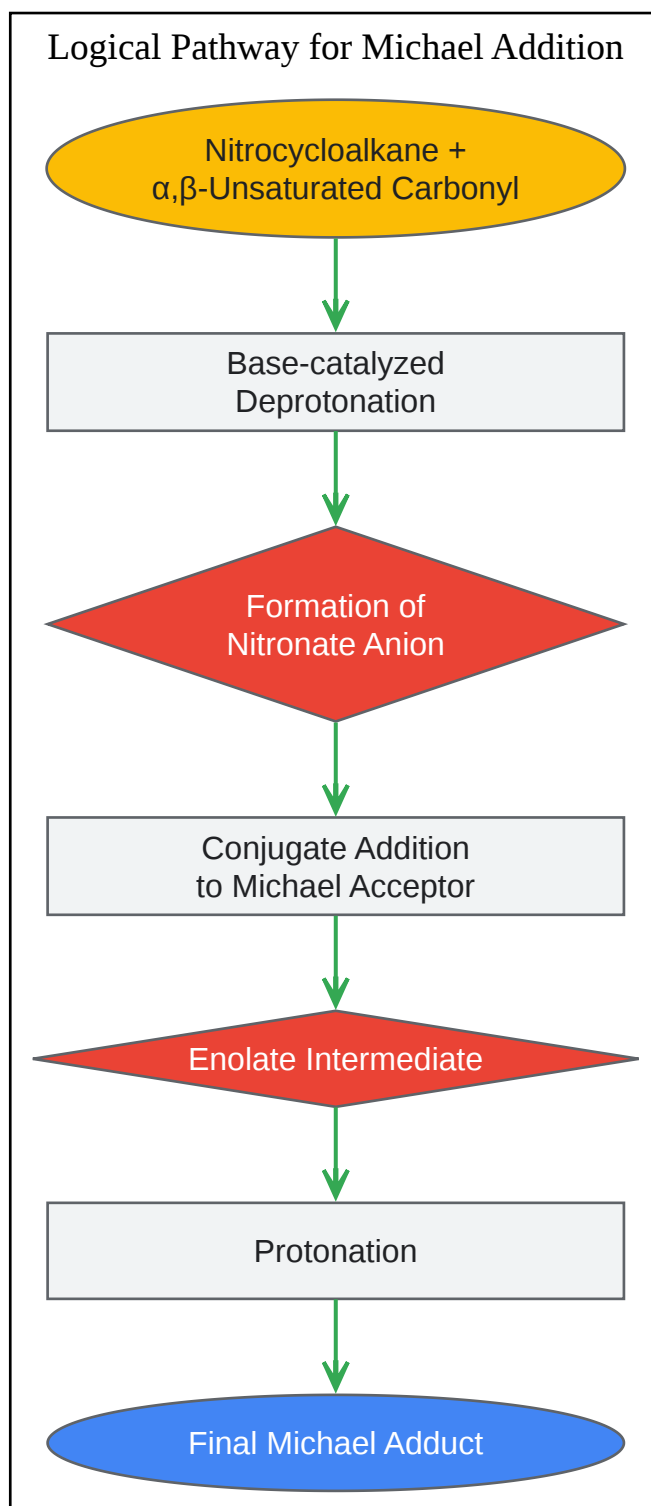 Logical Pathway for Michael Addition
Nitrocycloalkane +
α,β-Unsaturated Carbonyl
Base-catalyzed
Deprotonation
Formation of
Nitronate Anion
Conjugate Addition
to Michael Acceptor
Enolate Intermediate
Protonation
Final Michael Adduct